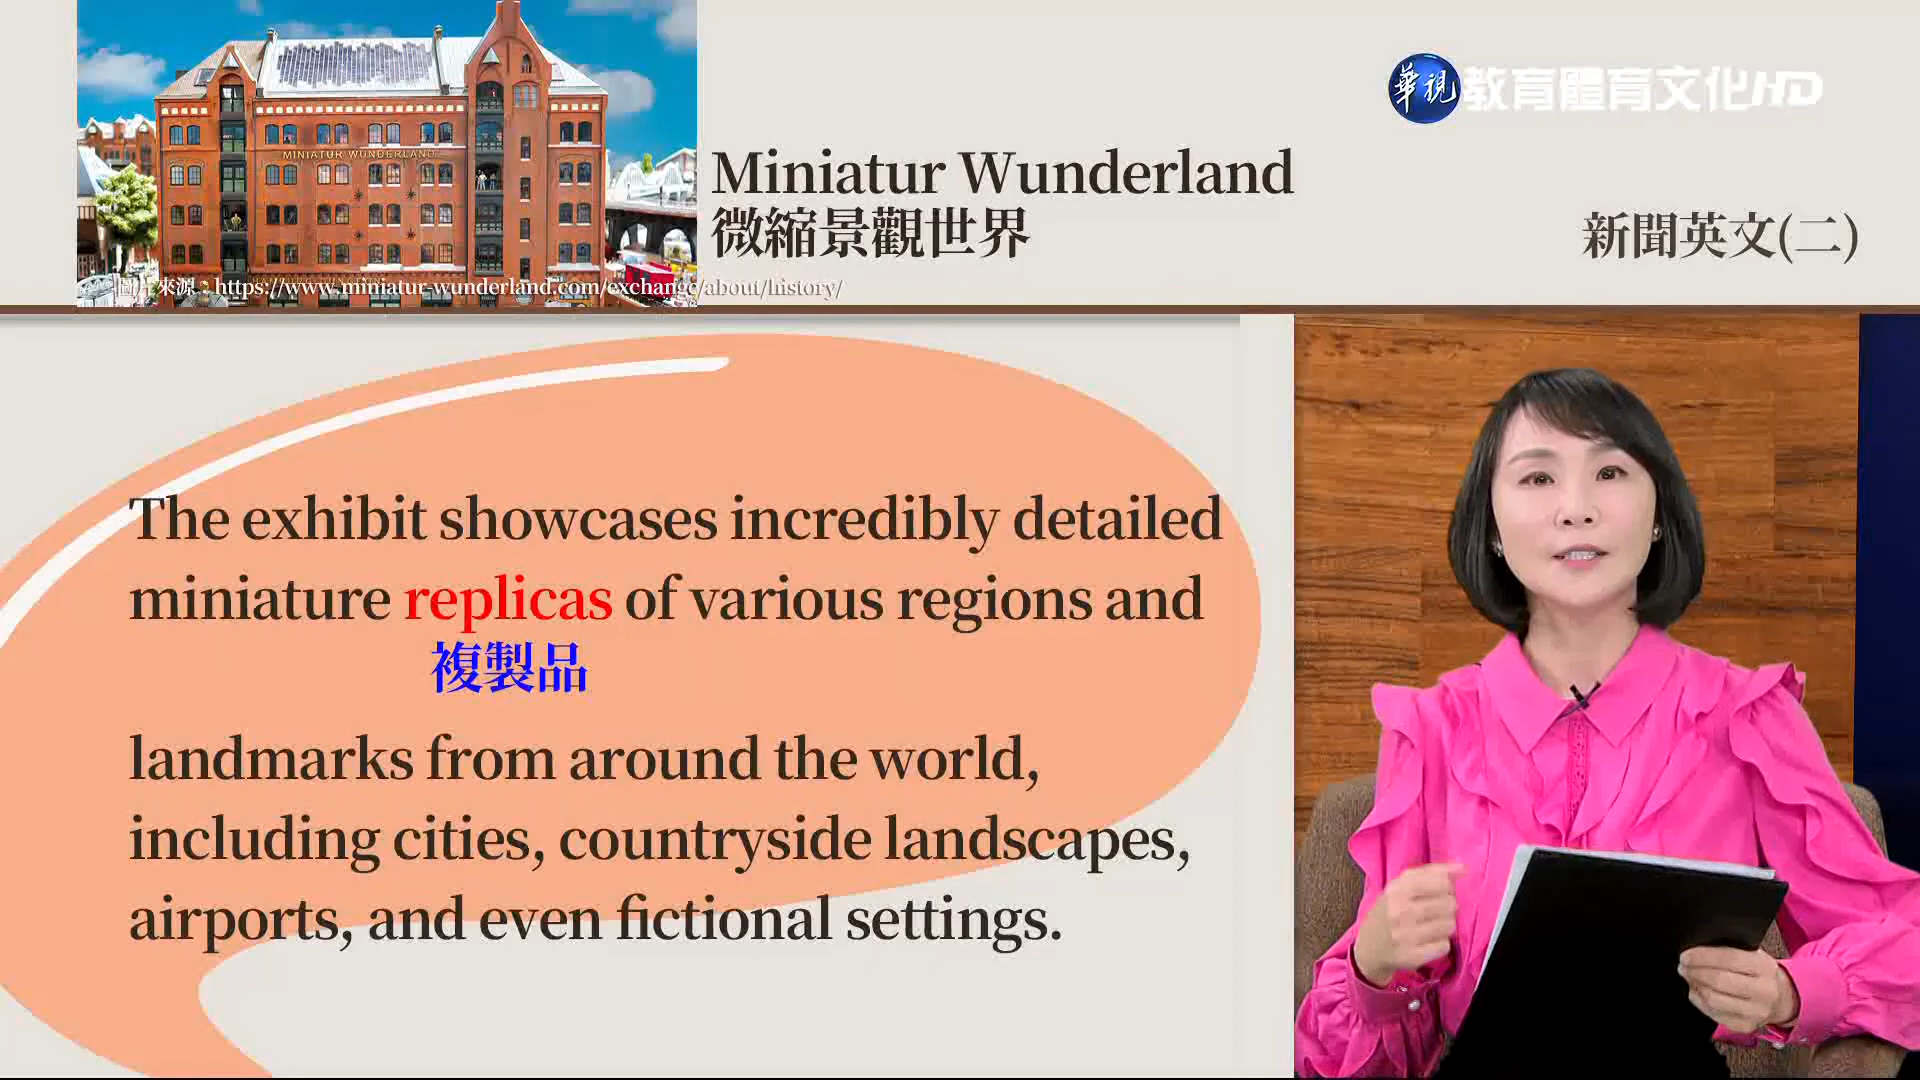 華視 教育體育文化HD
MINIATUR WUNDERLAND
Miniatur Wunderland
微縮景觀世界
新聞英文(二)
圖片來源：https://www.miniatur-wunderland.com/exchange/about/history/
The exhibit showcases incredibly detailed
miniature replicas of various regions and
複製品
landmarks from around the world,
including cities, countryside landscapes,
airports, and even fictional settings.